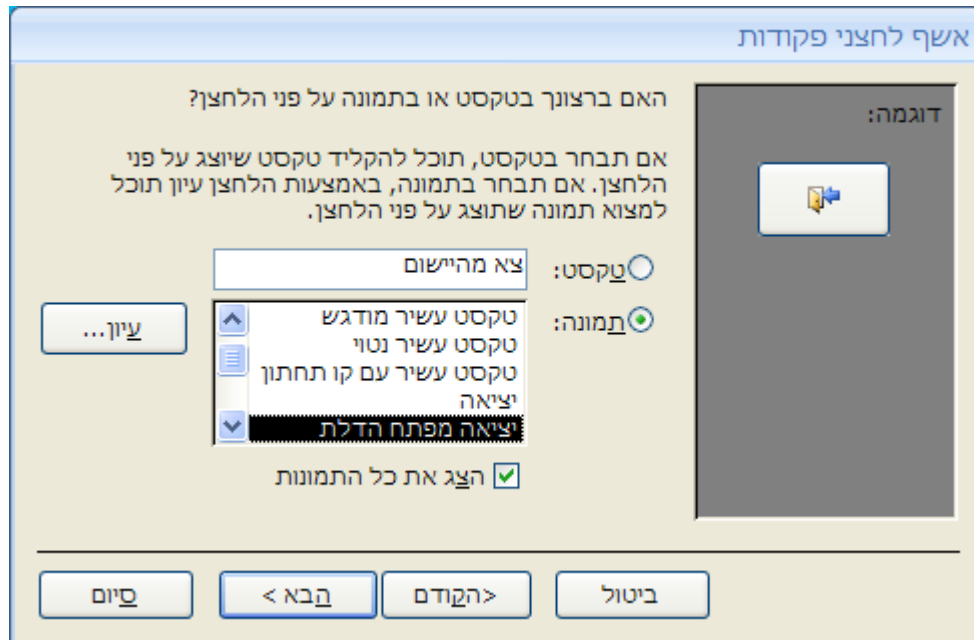 אשף לחצני פקודות
דוגמה:
האם ברצונך בטקסט או בתמונה על פני הלחצן?
אם תבחר בטקסט, תוכל להקליד טקסט שיוצג על פני
הלחצן. אם תבחר בתמונה, באמצעות הלחצן עיון תוכל
למצוא תמונה שתוצג על פני הלחצן.
טקסט:
צא מהיישום
תמונה:
טקסט עשיר מודגש
טקסט עשיר נטוי
טקסט עשיר עם קו תחתון
יציאה
יציאה מפתח הדלת
עיון...
הצג את כל התמונות
ביטול
<הקודם
הבא >
סיום